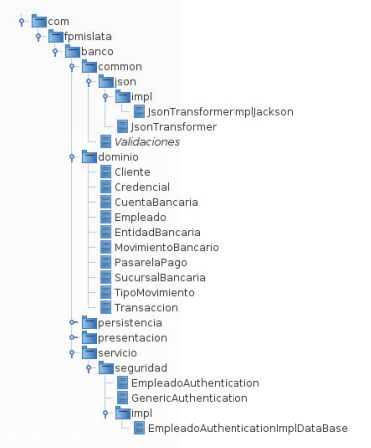 com
fpmislata
banco
common
json
impl
JsonTransformerImplJackson
JsonTransformer
Validaciones
dominio
Cliente
Credencial
CuentaBancaria
Empleado
EntidadBancaria
MovimientoBancario
PasarelaPago
SucursalBancaria
TipoMovimiento
Transaccion
persistencia
presentacion
servicio
seguridad
EmpleadoAuthentication
GenericAuthentication
impl
EmpleadoAuthenticationImplDataBase